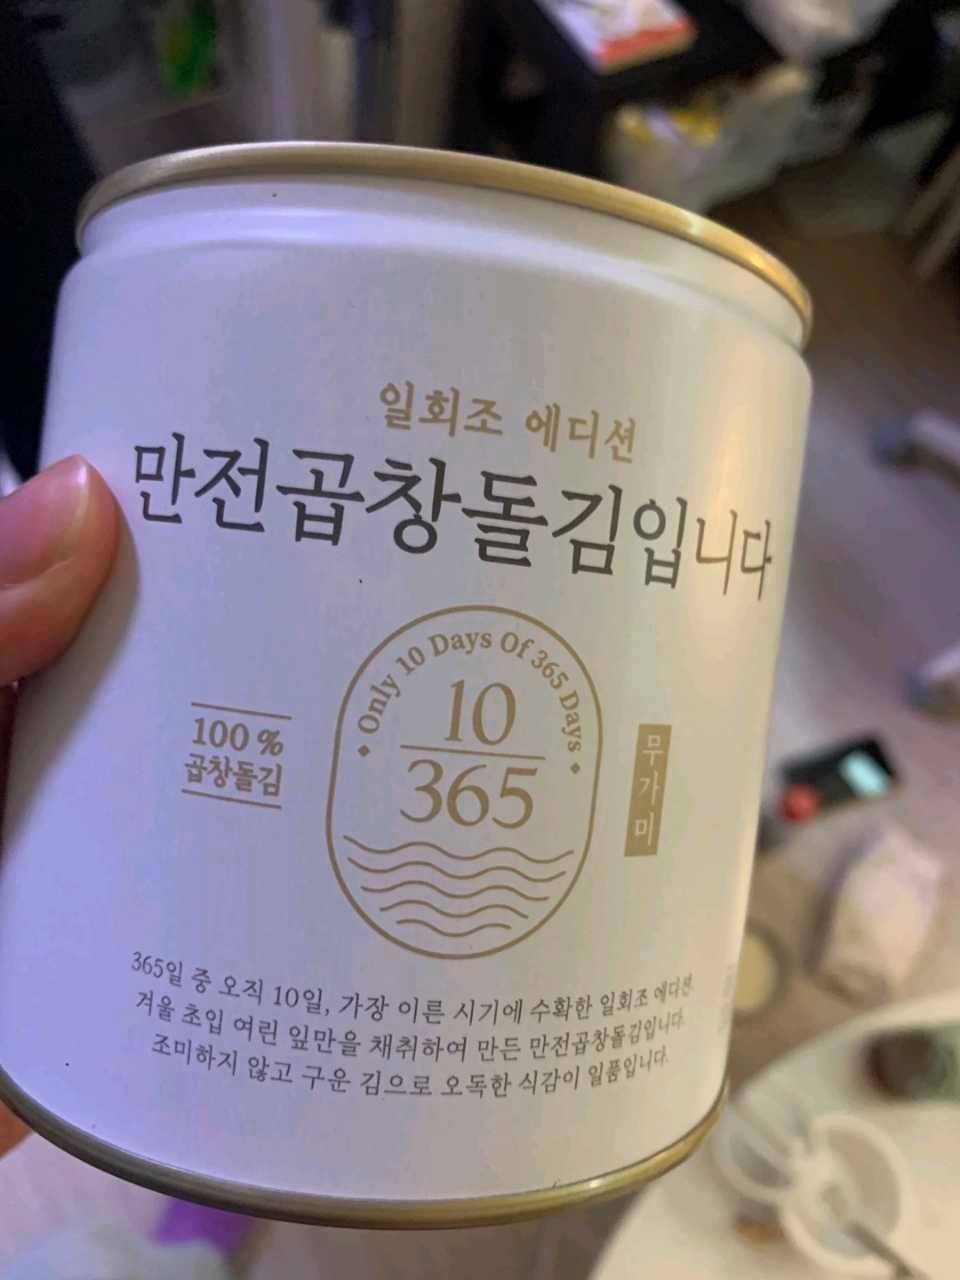 일회조 에디션
만전곱창돌김입니다
Only 10 Days Of 365 Days
10
365
100 %
곱창돌김
무가미
365일 중 오직 10일, 가장 이른 시기에 수확한 일회조 에디션
겨울 초입 여린 잎만을 채취하여 만든 만전곱창돌김입니다.
조미하지 않고 구운 김으로 오독한 식감이 일품입니다.